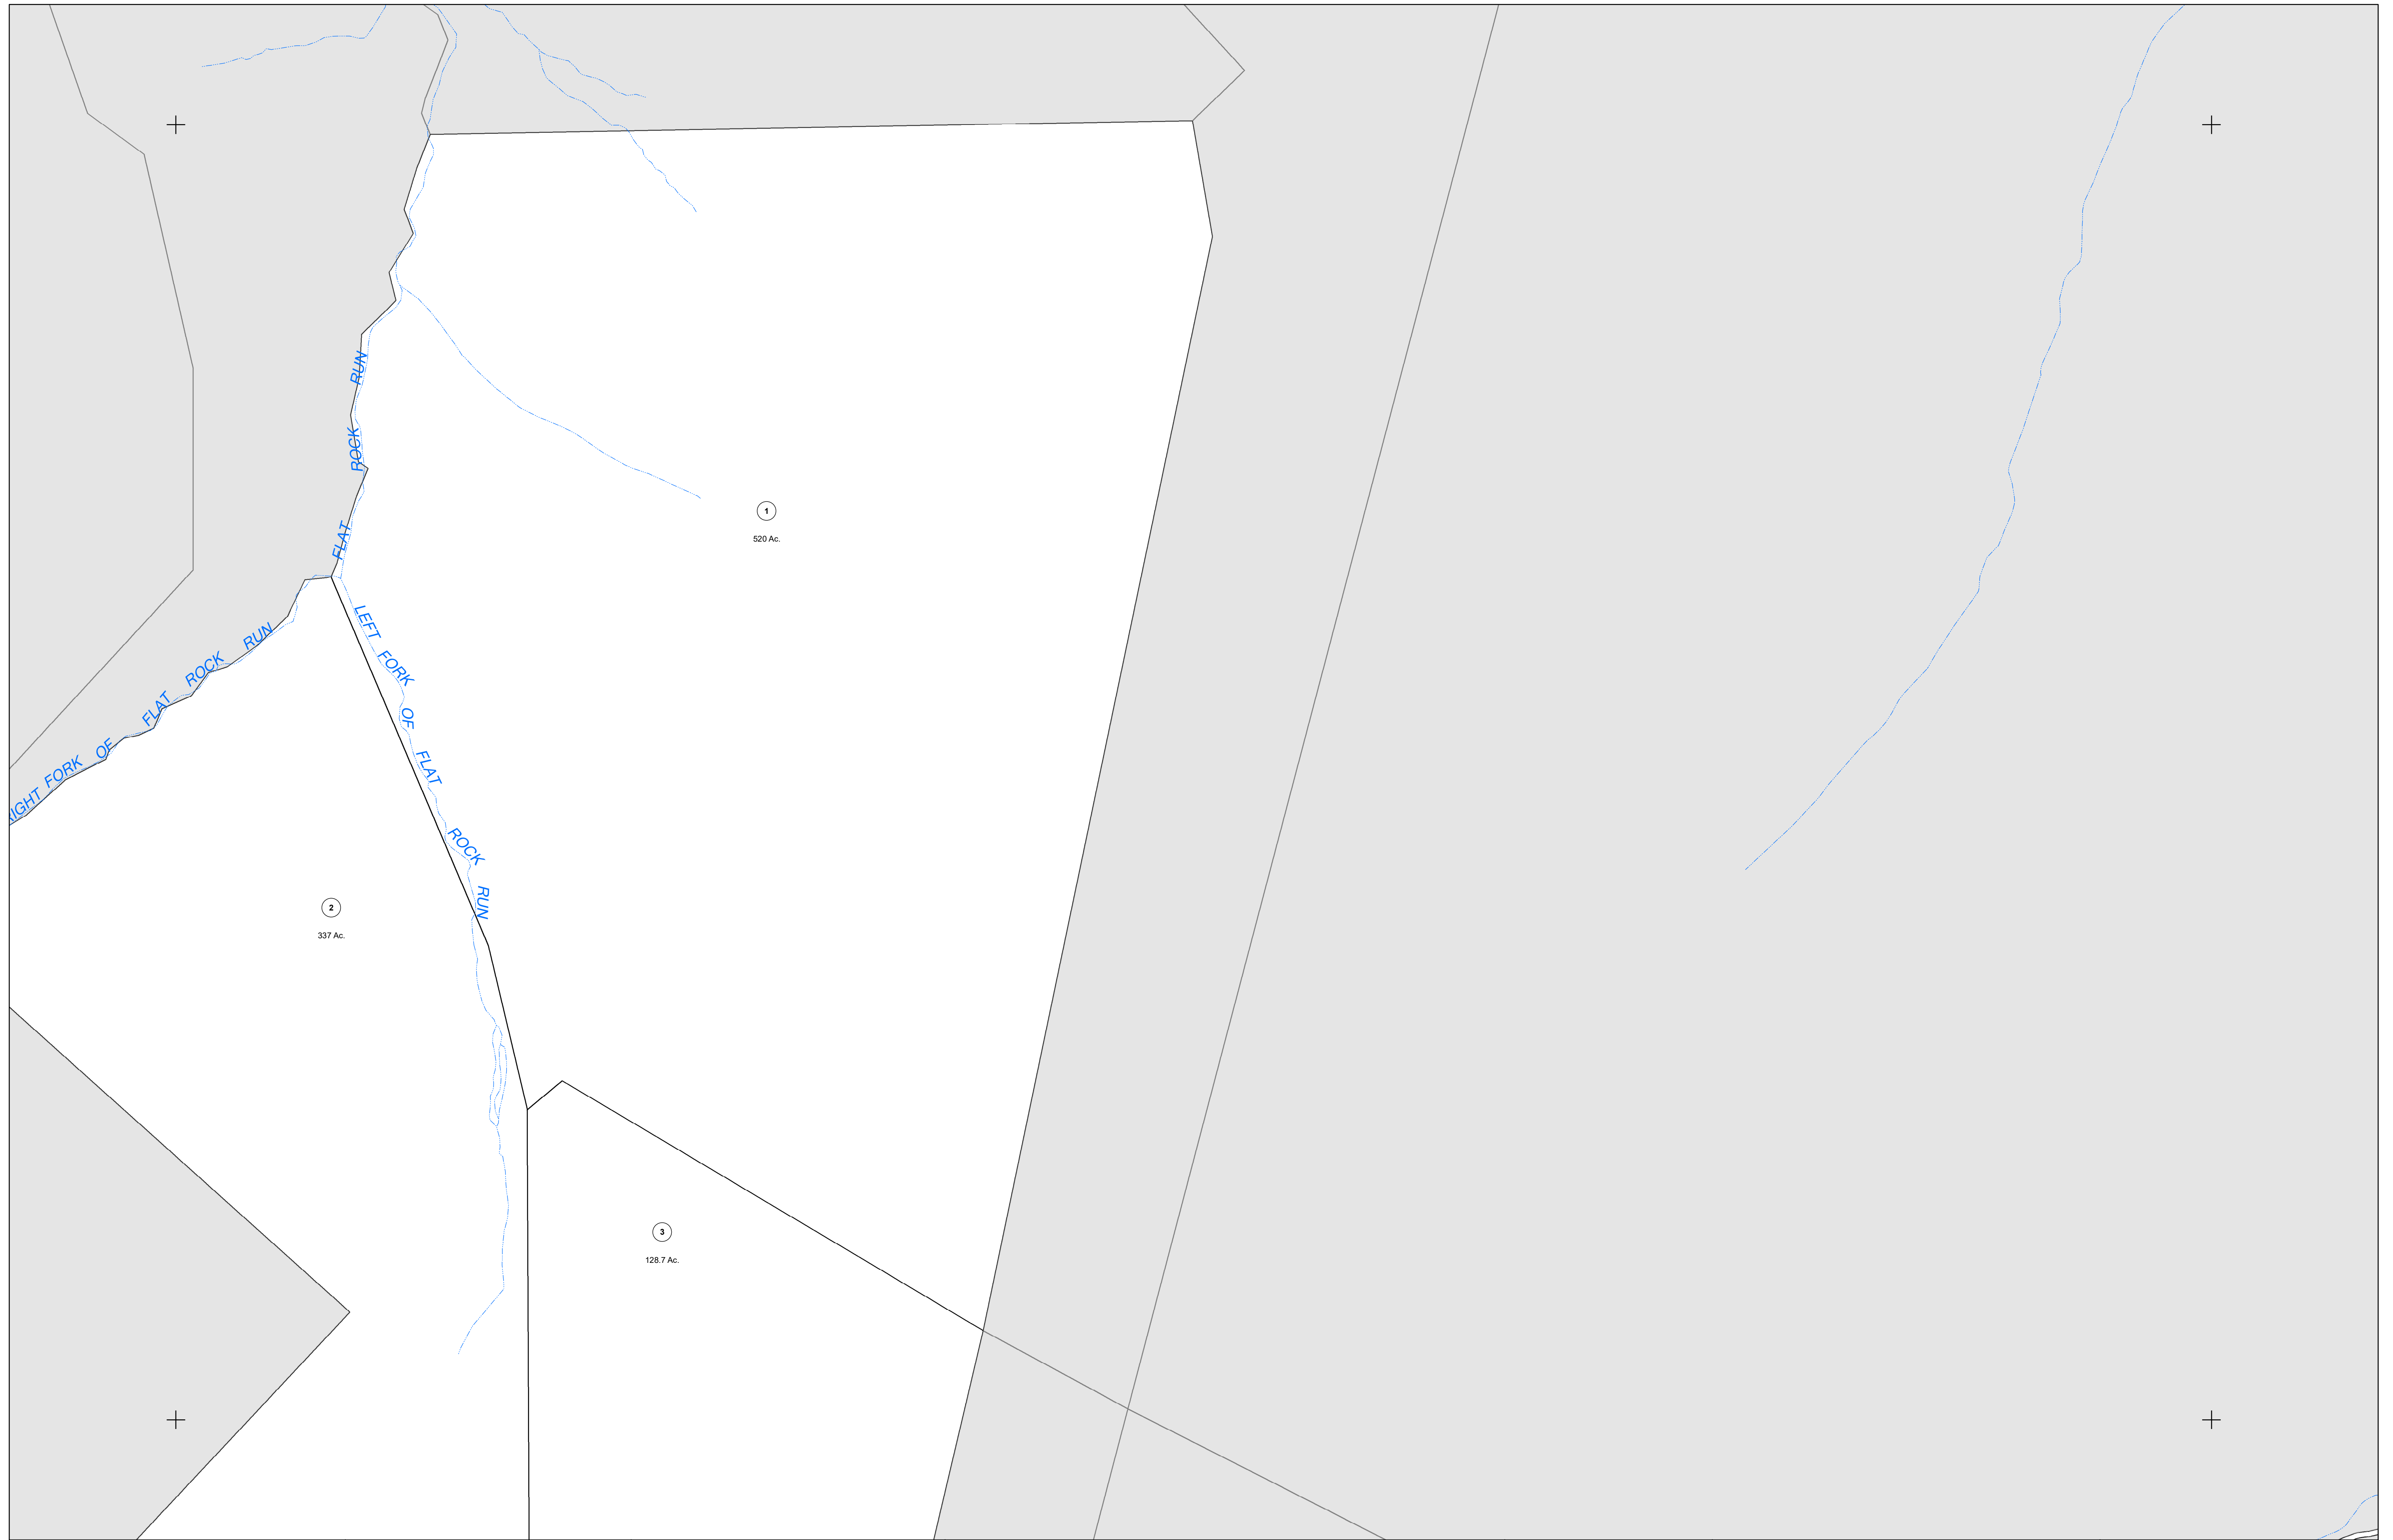 FLAT ROCK RUN
1
520 Ac.
RIGHT FORK OF FLAT ROCK RUN
LEFT FORK OF FLAT ROCK RUN
2
337 Ac.
3
128.7 Ac.